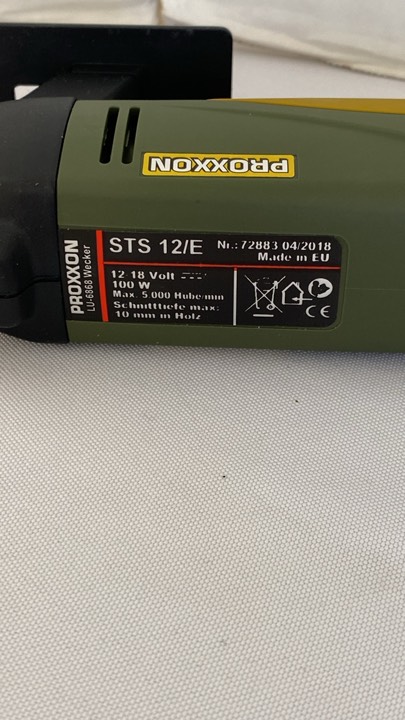 PROXXON
PROXXON
LU-6868 Wecker
STS 12/E Nr.: 72883 04/2018
Made in EU
12-18 Volt
100 W
Max. 5 000 Hube/min
Schnitttiefe max:
10 mm in Holz
CE